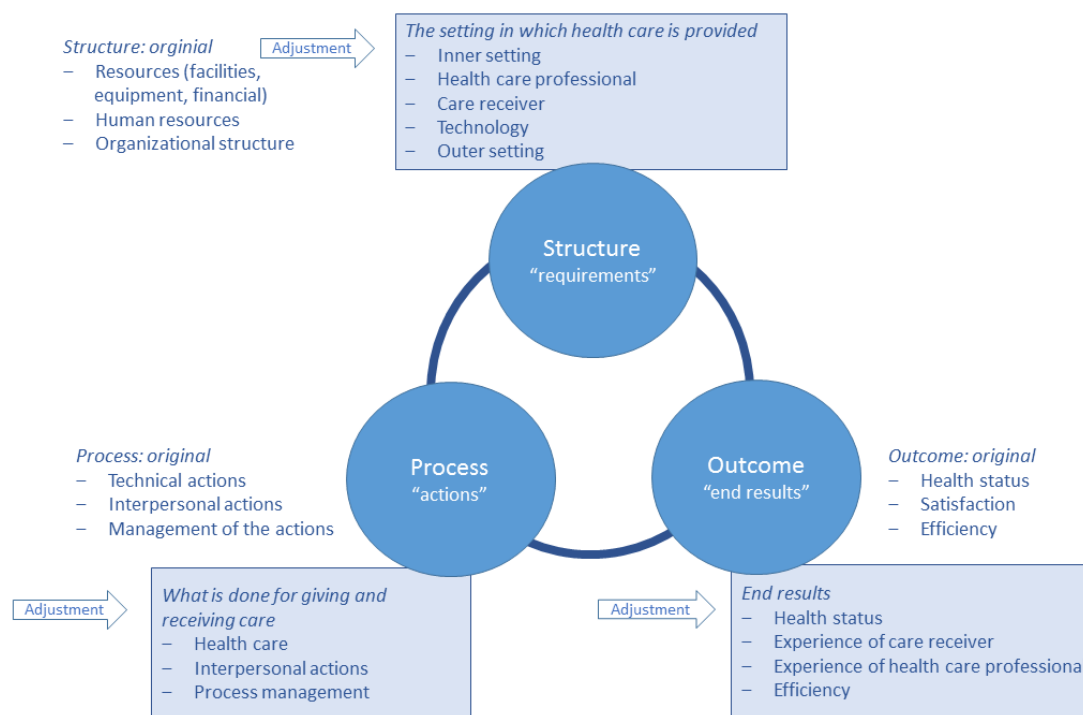 Structure: orginial
– Resources (facilities,
equipment, financial)
– Human resources
– Organizational structure
Adjustment
The setting in which health care is provided
– Inner setting
– Health care professional
– Care receiver
– Technology
– Outer setting
Structure
“requirements”
Process: original
– Technical actions
– Interpersonal actions
– Management of the actions
Process
“actions”
Outcome
“end results”
Outcome: original
– Health status
– Satisfaction
– Efficiency
Adjustment
What is done for giving and
receiving care
– Health care
– Interpersonal actions
– Process management
Adjustment
End results
– Health status
– Experience of care receiver
– Experience of health care professional
– Efficiency